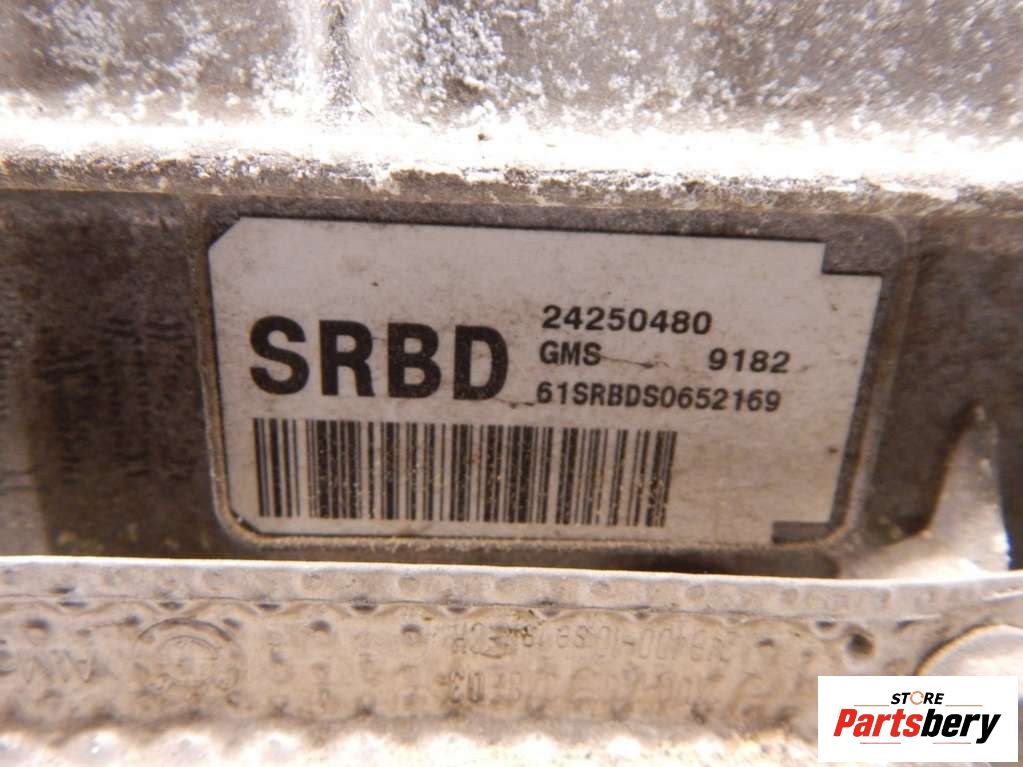 SRBD
24250480
GMS 9182
61SRBDS0652169
STORE
Partsbery